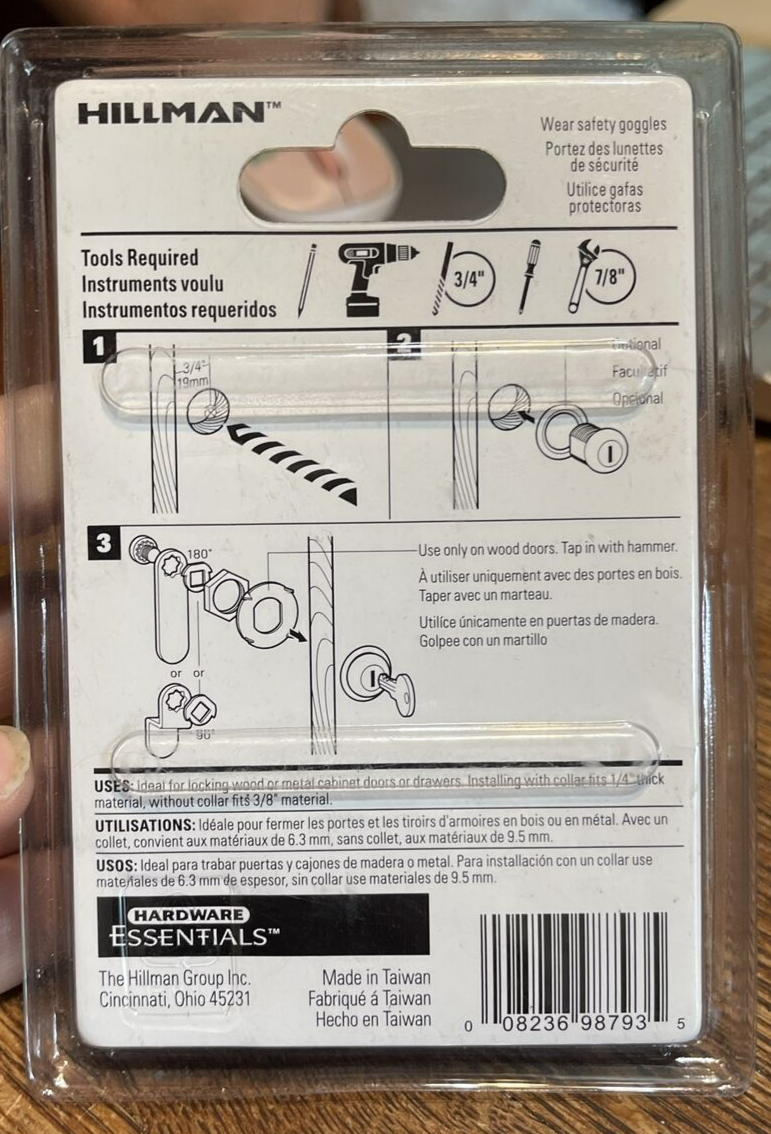 HILLMAN™
Wear safety goggles
Portez des lunettes
de sécurité
Utilice gafas
protectoras
Tools Required
Instruments voulu
Instrumentos requeridos
3/4"
7/8"
1
3/4"
19mm
2
Optional
Facultatif
Opcional
3
180°
or or
90°
Use only on wood doors. Tap in with hammer.
À utiliser uniquement avec des portes en bois.
Taper avec un marteau.
Utilíce únicamente en puertas de madera.
Golpee con un martillo
USES: Ideal for locking wood or metal cabinet doors or drawers. Installing with collar fits 1/4" thick
material, without collar fits 3/8" material.
UTILISATIONS: Idéale pour fermer les portes et les tiroirs d'armoires en bois ou en métal. Avec un
collet, convient aux matériaux de 6.3 mm, sans collet, aux matériaux de 9.5 mm.
USOS: Ideal para trabar puertas y cajones de madera o metal. Para installación con un collar use
materiales de 6.3 mm de espesor, sin collar use materiales de 9.5 mm.
HARDWARE
ESSENTIALS™
The Hillman Group Inc.
Cincinnati, Ohio 45231
Made in Taiwan
Fabriqué á Taiwan
Hecho en Taiwan
0 08236 98793 5